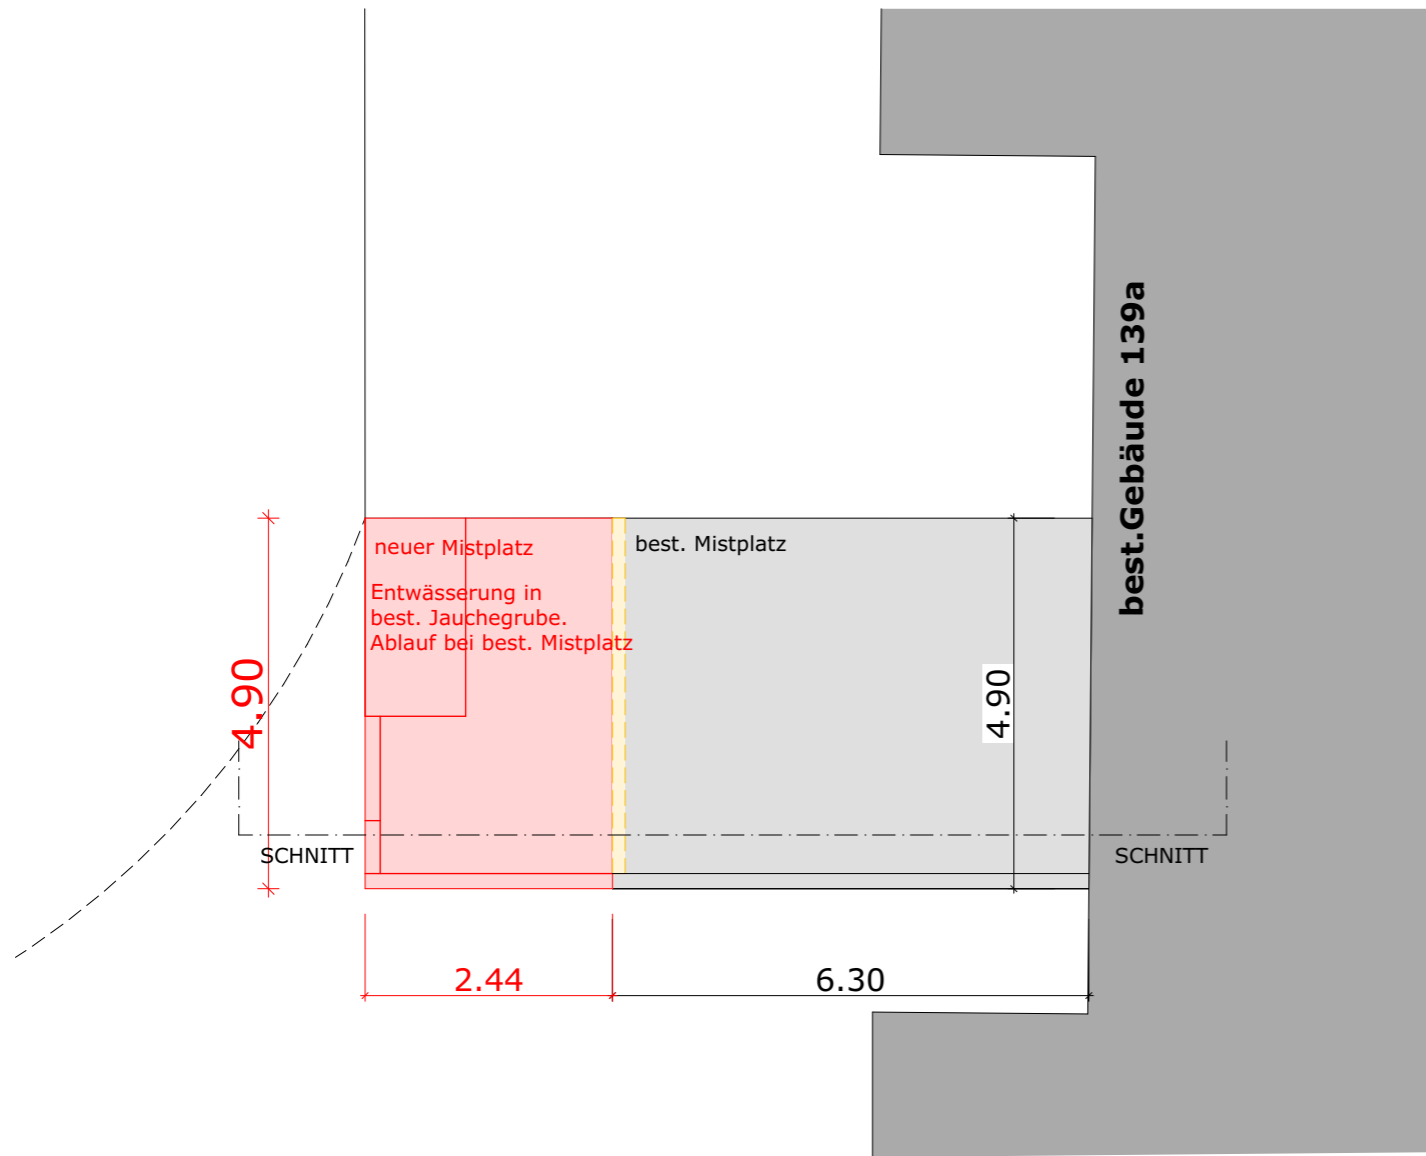 best.Gebäude 139a
neuer Mistplatz
best. Mistplatz
Entwässerung in
best. Jauchegrube.
Ablauf bei best. Mistplatz
4.90
4.90
SCHNITT
SCHNITT
2.44
6.30